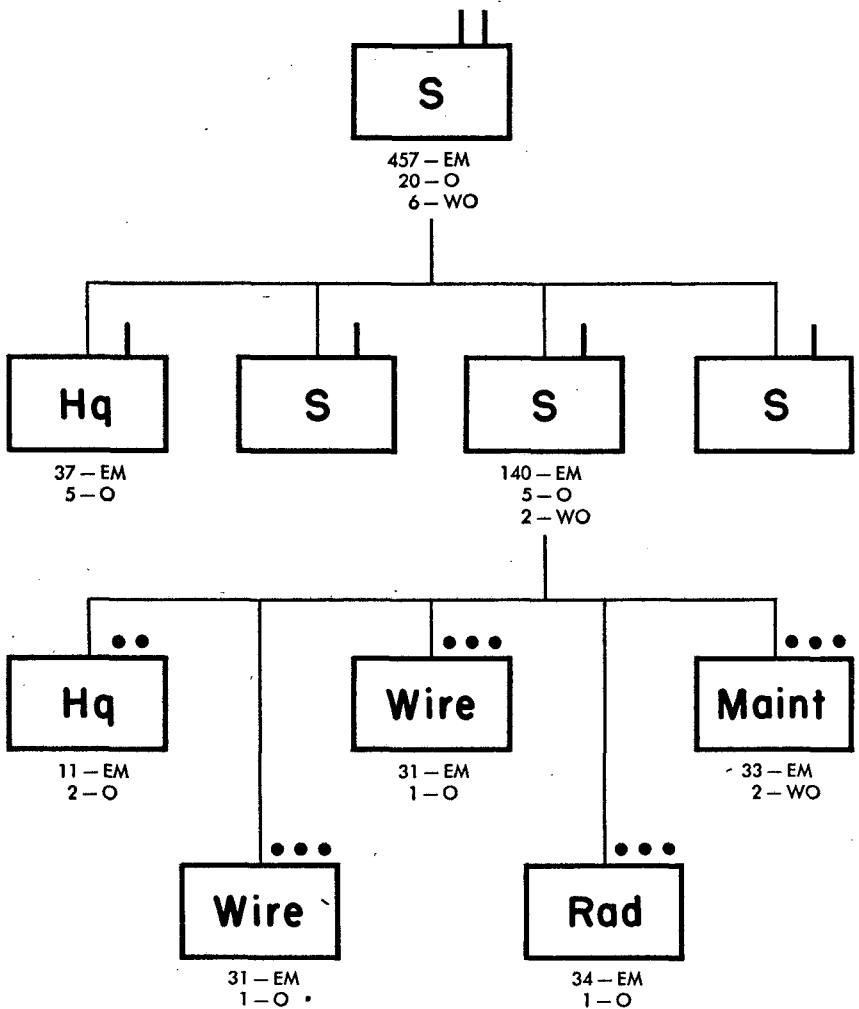 S
457 — EM
20 — O
6 — WO
Hq
37 — EM
5 — O
S
S
140 — EM
5 — O
2 — WO
S
Hq
11 — EM
2 — O
Wire
31 — EM
1 — O
Maint
33 — EM
2 — WO
Wire
31 — EM
1 — O
Rad
34 — EM
1 — O